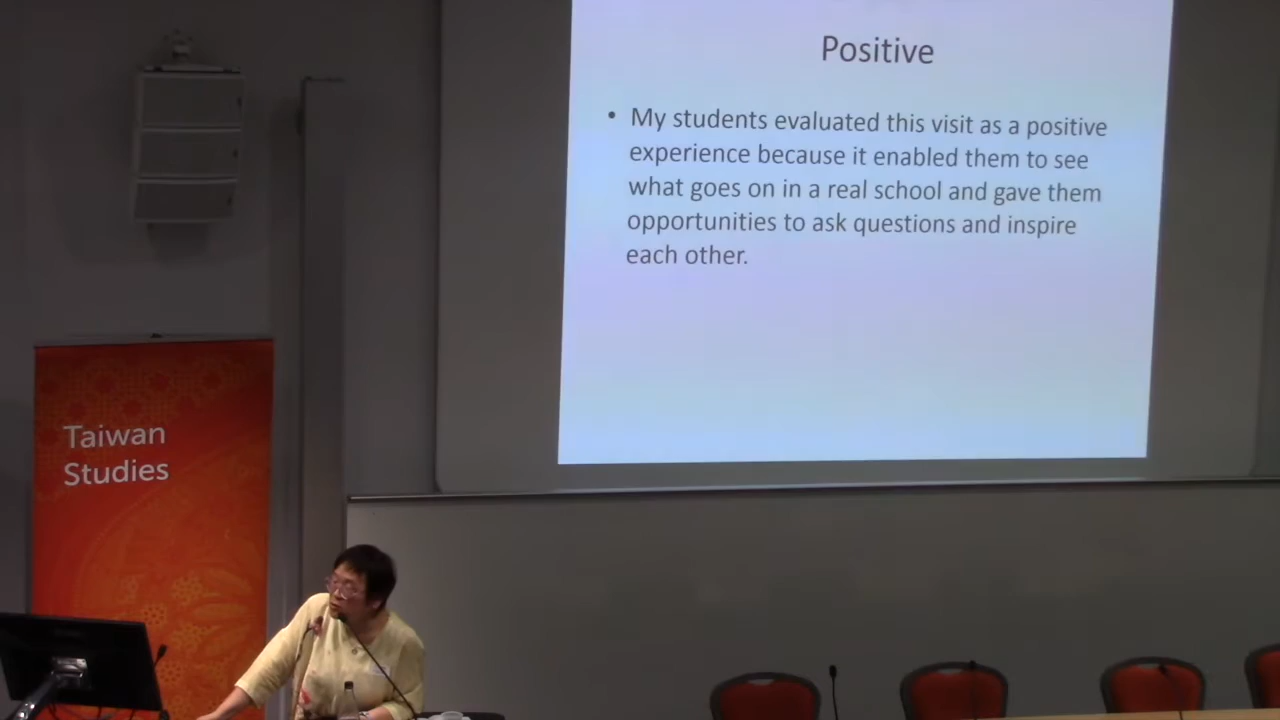 Positive
• My students evaluated this visit as a positive
experience because it enabled them to see
what goes on in a real school and gave them
opportunities to ask questions and inspire
each other.
Taiwan
Studies